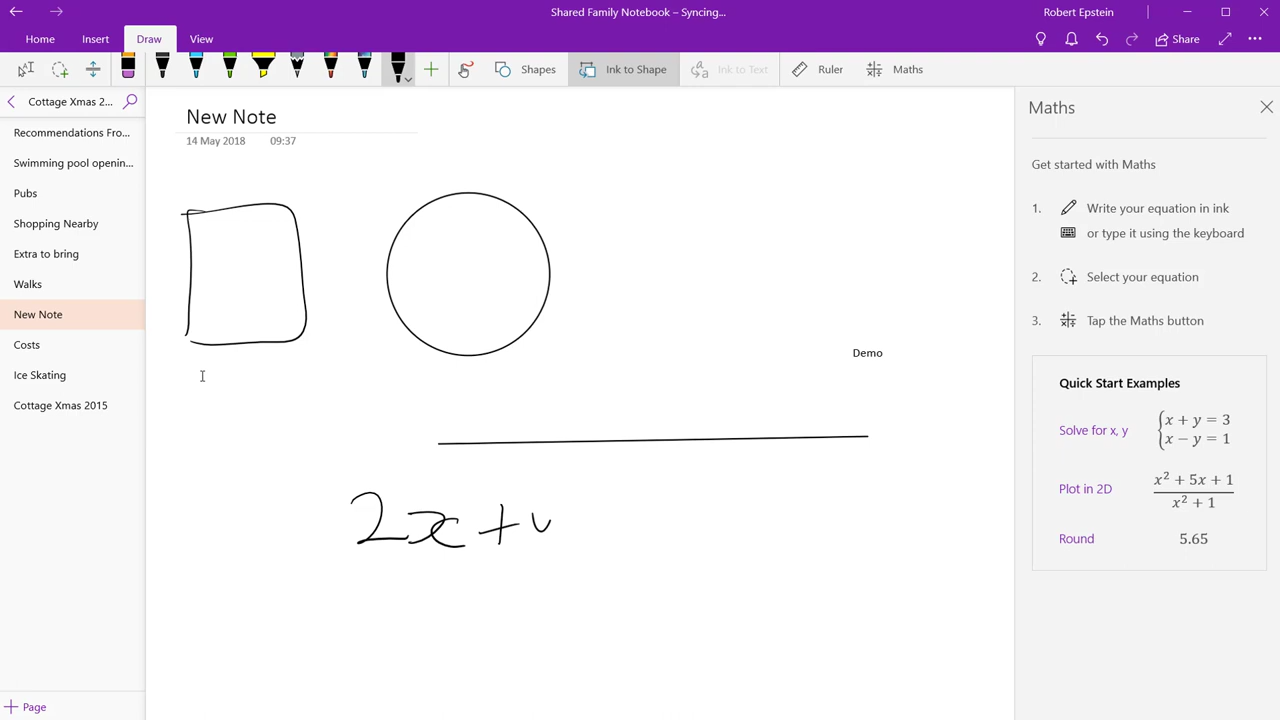 Shared Family Notebook – Syncing...
Robert Epstein
Home Insert Draw View
Share
Shapes Ink to Shape Ink to Text Ruler Maths
Cottage Xmas 2...
Recommendations Fro...
Swimming pool openin...
Pubs
Shopping Nearby
Extra to bring
Walks
New Note
Costs
Ice Skating
Cottage Xmas 2015
Page
New Note
14 May 2018 09:37
Demo
2x +
Maths
Get started with Maths
1. Write your equation in ink
or type it using the keyboard
2. Select your equation
3. Tap the Maths button
Quick Start Examples
Solve for x, y x + y = 3
x − y = 1
Plot in 2D x² + 5x + 1
x² + 1
Round 5.65